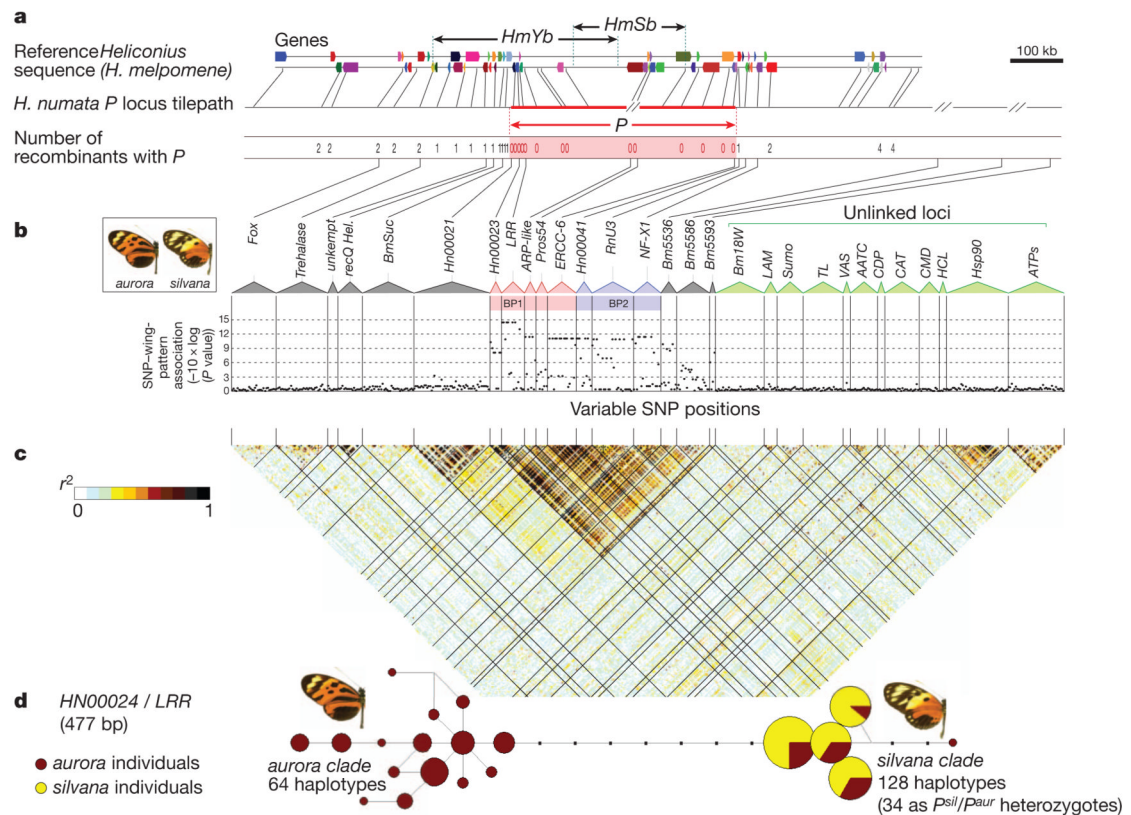 a
HmYb
HmSb
Genes
Reference Heliconius
sequence (H. melpomene)
100 kb
H. numata P locus tilepath
P
Number of
recombinants with P
2 2 2 2 2 1 1 1 1 1 1 1 1 1 0 0 0 0 0 0 0 0 0 0 0 0 0 0 1 2 4 4
b
aurora silvana
Unlinked loci
Fox
Trehalase
unkempt
recQ Hel.
BmSuc
Hn00021
Hn00023
LRR
ARP-like
Pros54
ERCC-6
Hn00041
RnU3
NF-X1
Bm5536
Bm5586
Bm5593
Bm18W
LAM
Sumo
TL
VAS
AATC
CDP
CAT
CMD
HCL
Hsp90
ATPs
BP1 BP2
SNP–wing-
pattern
association
(–10 × log
(P value))
15
12
9
6
3
0
Variable SNP positions
c
r2
0 1
d
HN00024 / LRR
(477 bp)
aurora individuals
silvana individuals
aurora clade
64 haplotypes
silvana clade
128 haplotypes
(34 as Psil/Paur heterozygotes)